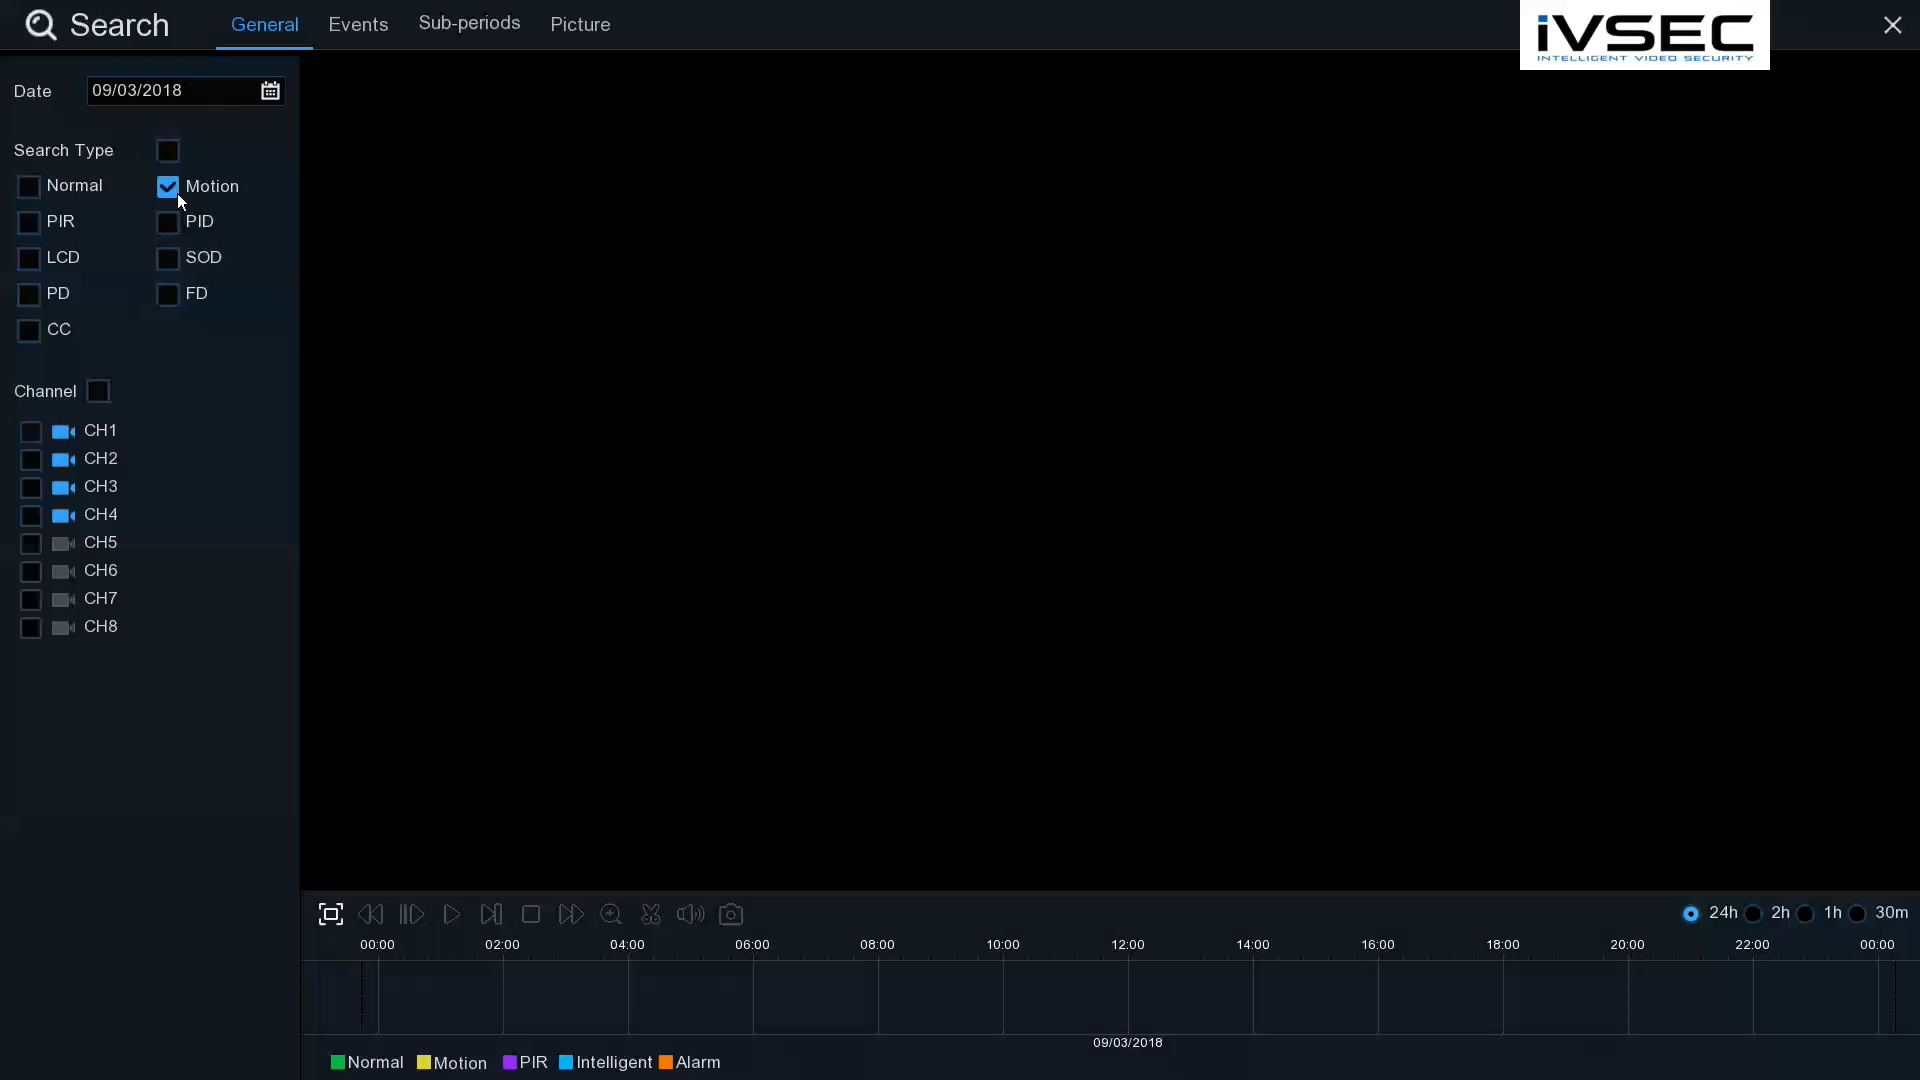 Search General Events Sub-periods Picture
iVSEC
INTELLIGENT VIDEO SECURITY
Date 09/03/2018
Search Type
Normal Motion
PIR PID
LCD SOD
PD FD
CC
Channel
CH1
CH2
CH3
CH4
CH5
CH6
CH7
CH8
24h 2h 1h 30m
00:00 02:00 04:00 06:00 08:00 10:00 12:00 14:00 16:00 18:00 20:00 22:00 00:00
09/03/2018
Normal Motion PIR Intelligent Alarm